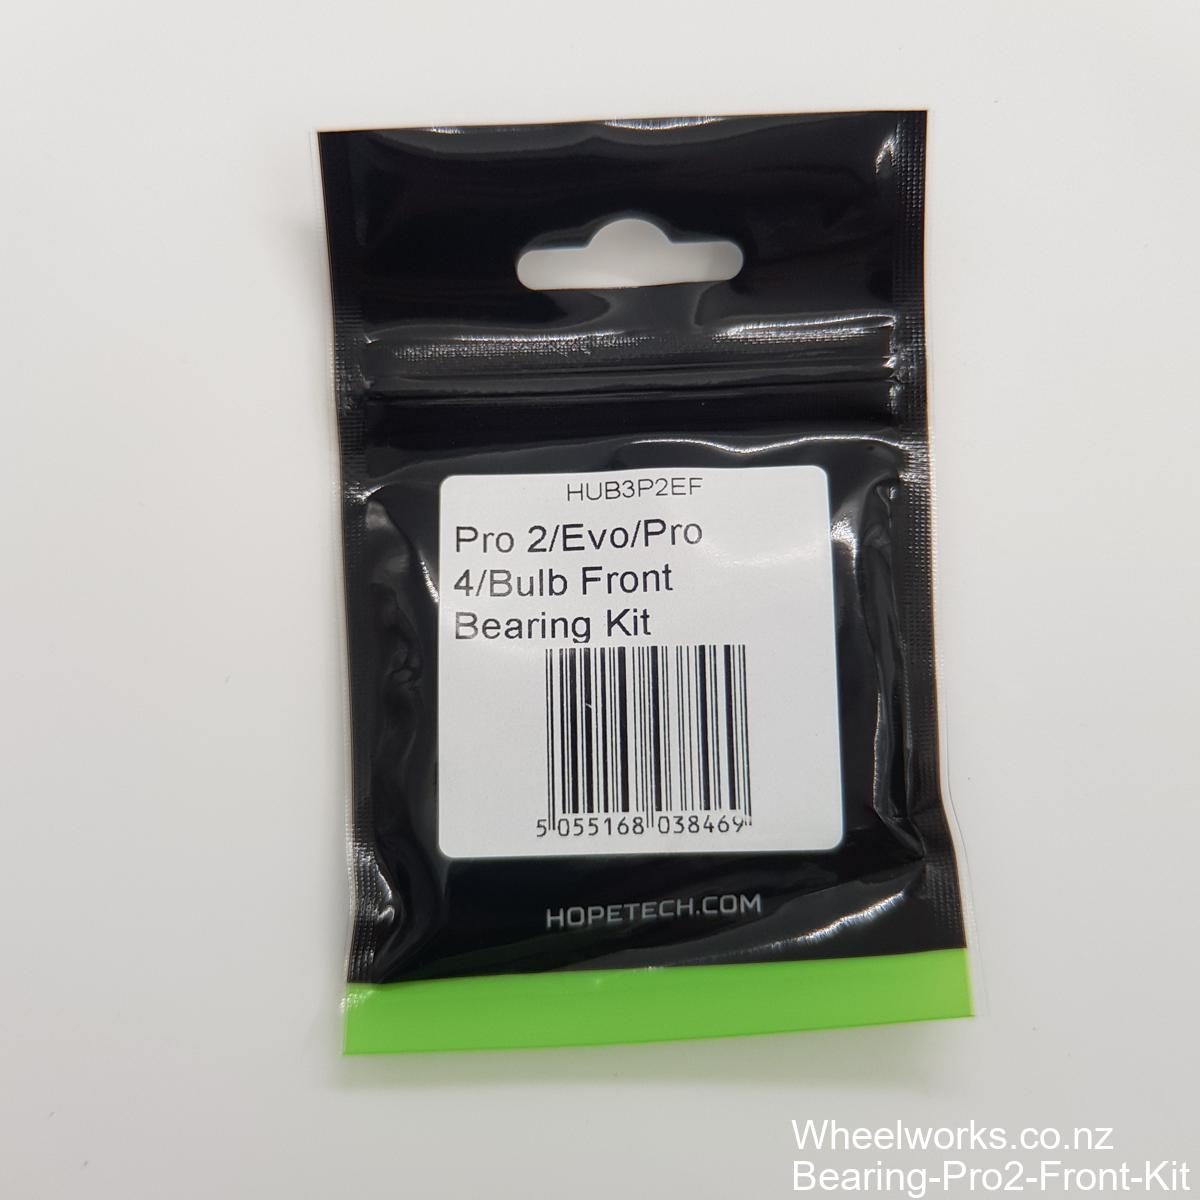 HUB3P2EF
Pro 2/Evo/Pro
4/Bulb Front
Bearing Kit
5 055168 038469
HOPETECH.COM
Wheelworks.co.nz
Bearing-Pro2-Front-Kit